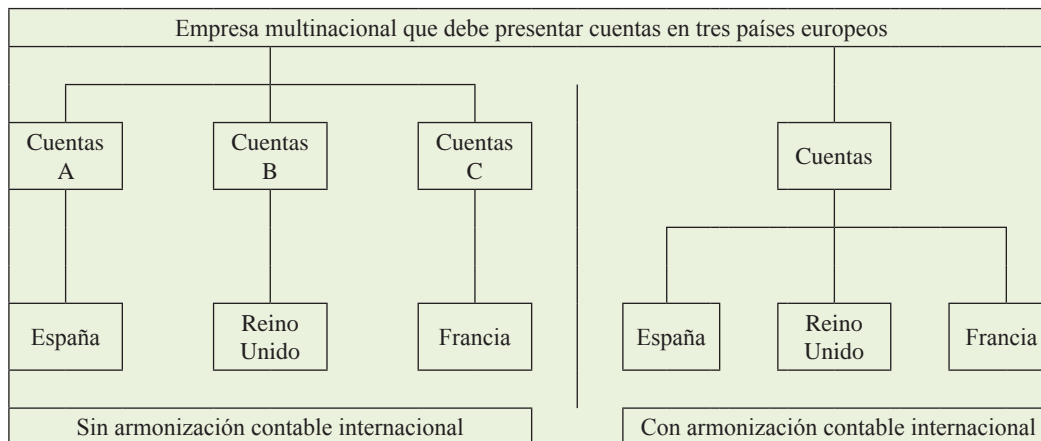 Empresa multinacional que debe presentar cuentas en tres países europeos
Cuentas
A
Cuentas
B
Cuentas
C
Cuentas
España
Reino
Unido
Francia
España
Reino
Unido
Francia
Sin armonización contable internacional
Con armonización contable internacional